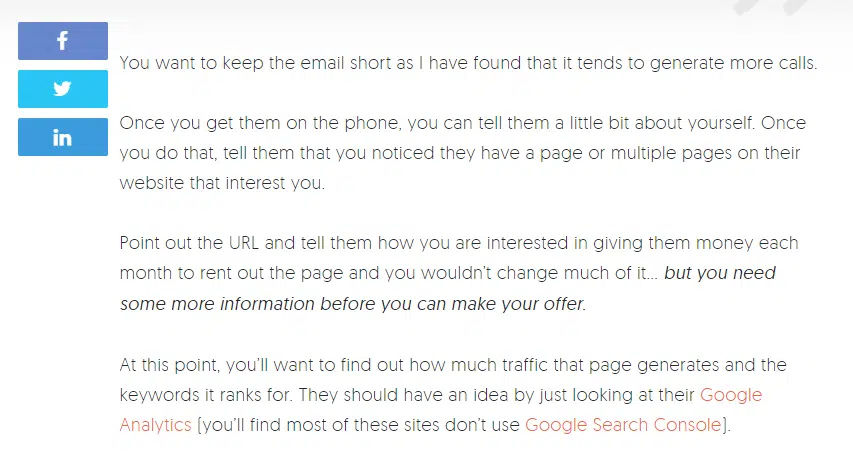 f
You want to keep the email short as I have found that it tends to generate more calls.
in
Once you get them on the phone, you can tell them a little bit about yourself. Once
you do that, tell them that you noticed they have a page or multiple pages on their
website that interest you.
Point out the URL and tell them how you are interested in giving them money each
month to rent out the page and you wouldn't change much of it... but you need
some more information before you can make your offer.
At this point, you'll want to find out how much traffic that page generates and the
keywords it ranks for. They should have an idea by just looking at their Google
Analytics (you'll find most of these sites don't use Google Search Console).